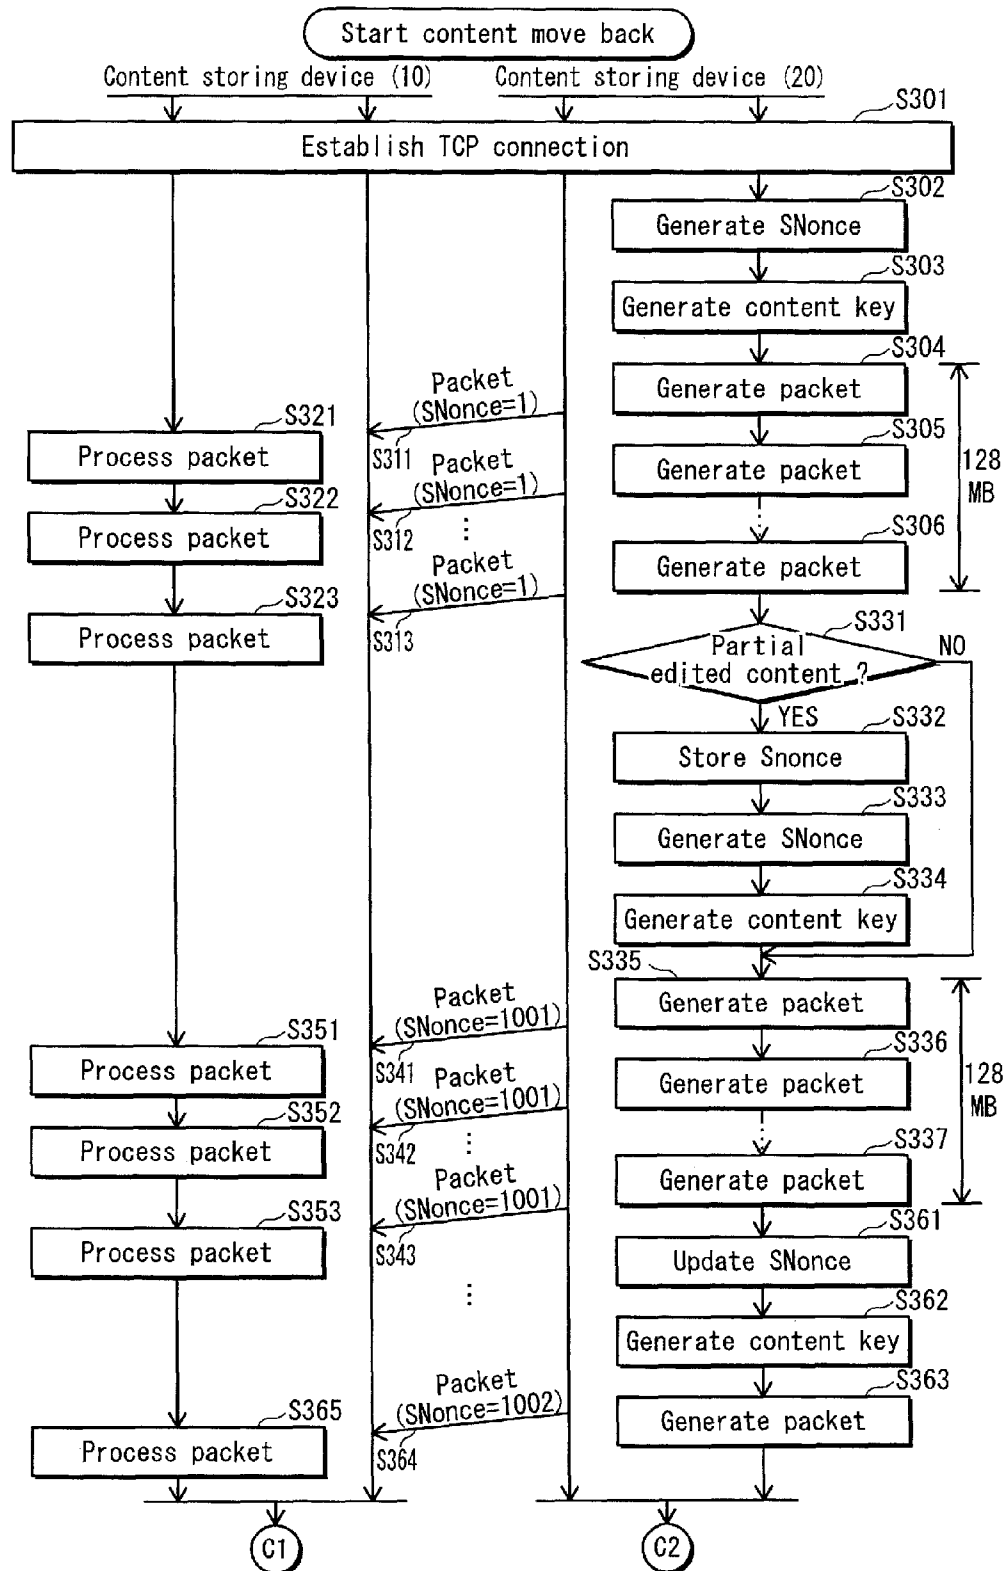 Start content move back
Content storing device (10)
Content storing device (20)
S301
Establish TCP connection
S302
Generate SNonce
S303
Generate content key
S304
Generate packet
Packet
(SNonce=1)
S311
S321
Process packet
S305
Generate packet
128
MB
Packet
(SNonce=1)
S312
S322
Process packet
⋮
S306
Generate packet
Packet
(SNonce=1)
S313
S323
Process packet
S331
Partial
edited content ?
NO
YES
S332
Store Snonce
S333
Generate SNonce
S334
Generate content key
S335
Generate packet
Packet
(SNonce=1001)
S341
S351
Process packet
S336
Generate packet
128
MB
Packet
(SNonce=1001)
S342
S352
Process packet
⋮
S337
Generate packet
Packet
(SNonce=1001)
S343
S353
Process packet
S361
Update SNonce
⋮
S362
Generate content key
S363
Generate packet
Packet
(SNonce=1002)
S364
S365
Process packet
C1
C2